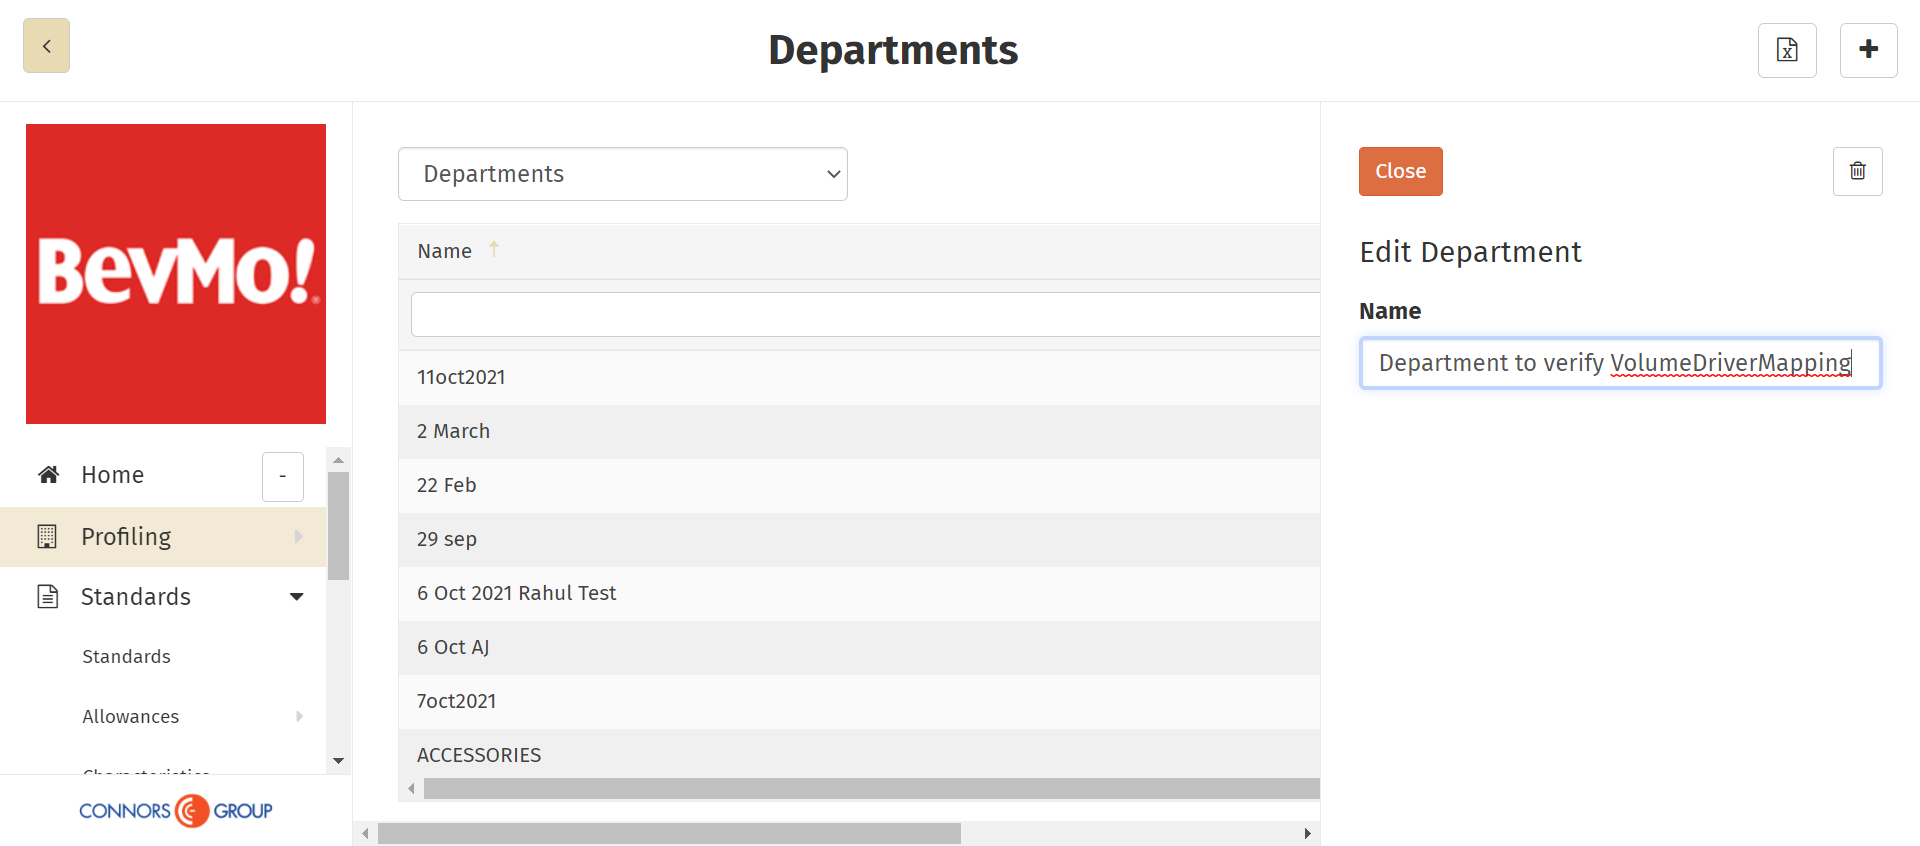 Departments
BevMo!
Home
-
Profiling
Standards
Standards
Allowances
Characteristics
CONNORS GROUP
Departments
Name
11oct2021
2 March
22 Feb
29 sep
6 Oct 2021 Rahul Test
6 Oct AJ
7oct2021
ACCESSORIES
Close
Edit Department
Name
Department to verify VolumeDriverMapping